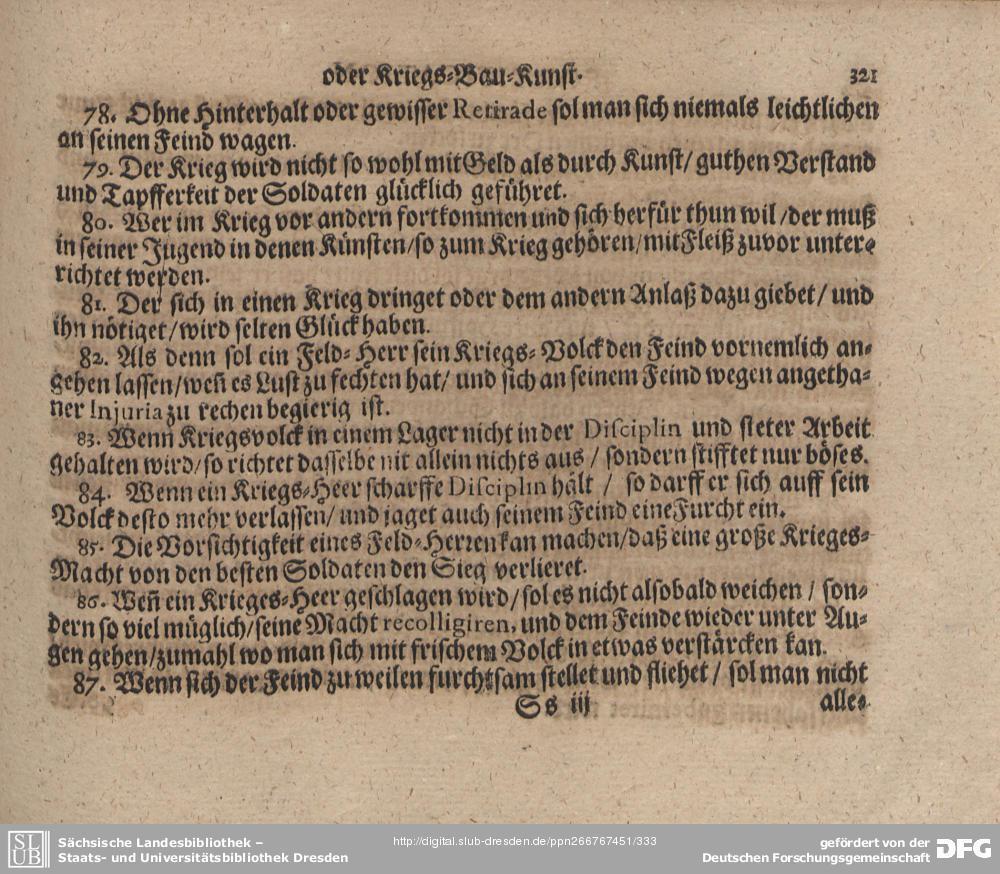 oder Kriegs-Bau-Kunst. 321
78. Ohne Hinterhalt oder gewisser Retirade sol man sich niemals leichtlichen
an seinen Feind wagen.
79. Der Krieg wird nicht so wohl mit Geld als durch Kunst/ guthen Verstand
und Tapfferkeit der Soldaten glücklich geführet.
80. Wer im Krieg vor andern fortkommen und sich herfür thun wil/ der muß
in seiner Jugend in denen Künsten/ so zum Krieg gehören/ mit Fleiß zuvor unter-
richtet werden.
81. Der sich in einen Krieg dringet oder dem andern Anlaß dazu giebet/ und
ihn nötiget/ wird selten Glück haben.
82. Als denn sol ein Feld-Herr sein Kriegs-Volck den Feind vornemlich an-
gehen lassen/ weñ es Lust zu fechten hat/ und sich an seinem Feind wegen angetha-
ner Injuria zu rechen begierig ist.
83. Wenn Kriegsvolck in einem Lager nicht in der Disciplin und steter Arbeit
gehalten wird/ so richtet dasselbe nit allein nichts aus / sondern stifftet nur böses.
84. Wenn ein Kriegs-Heer scharffe Disciplin hält / so darff er sich auff sein
Volck desto mehr verlassen/ und jaget auch seinem Feind eine Furcht ein.
85. Die Vorsichtigkeit eines Feld-Herren kan machen/ daß eine große Krieges-
Macht von den besten Soldaten den Sieg verlieret.
86. Weñ ein Krieges-Heer geschlagen wird/ sol es nicht alsobald weichen / son-
dern so viel müglich/ seine Macht recolligiren, und dem Feinde wieder unter Au-
gen gehen/ zumahl wo man sich mit frischem Volck in etwas verstärcken kan.
87. Wenn sich der Feind zu weilen furchtsam stellet und fliehet / sol man nicht
Ss iij alle-
SLUB
Sächsische Landesbibliothek –
Staats- und Universitätsbibliothek Dresden
http://digital.slub-dresden.de/ppn266767451/333
gefördert von der
Deutschen Forschungsgemeinschaft
DFG